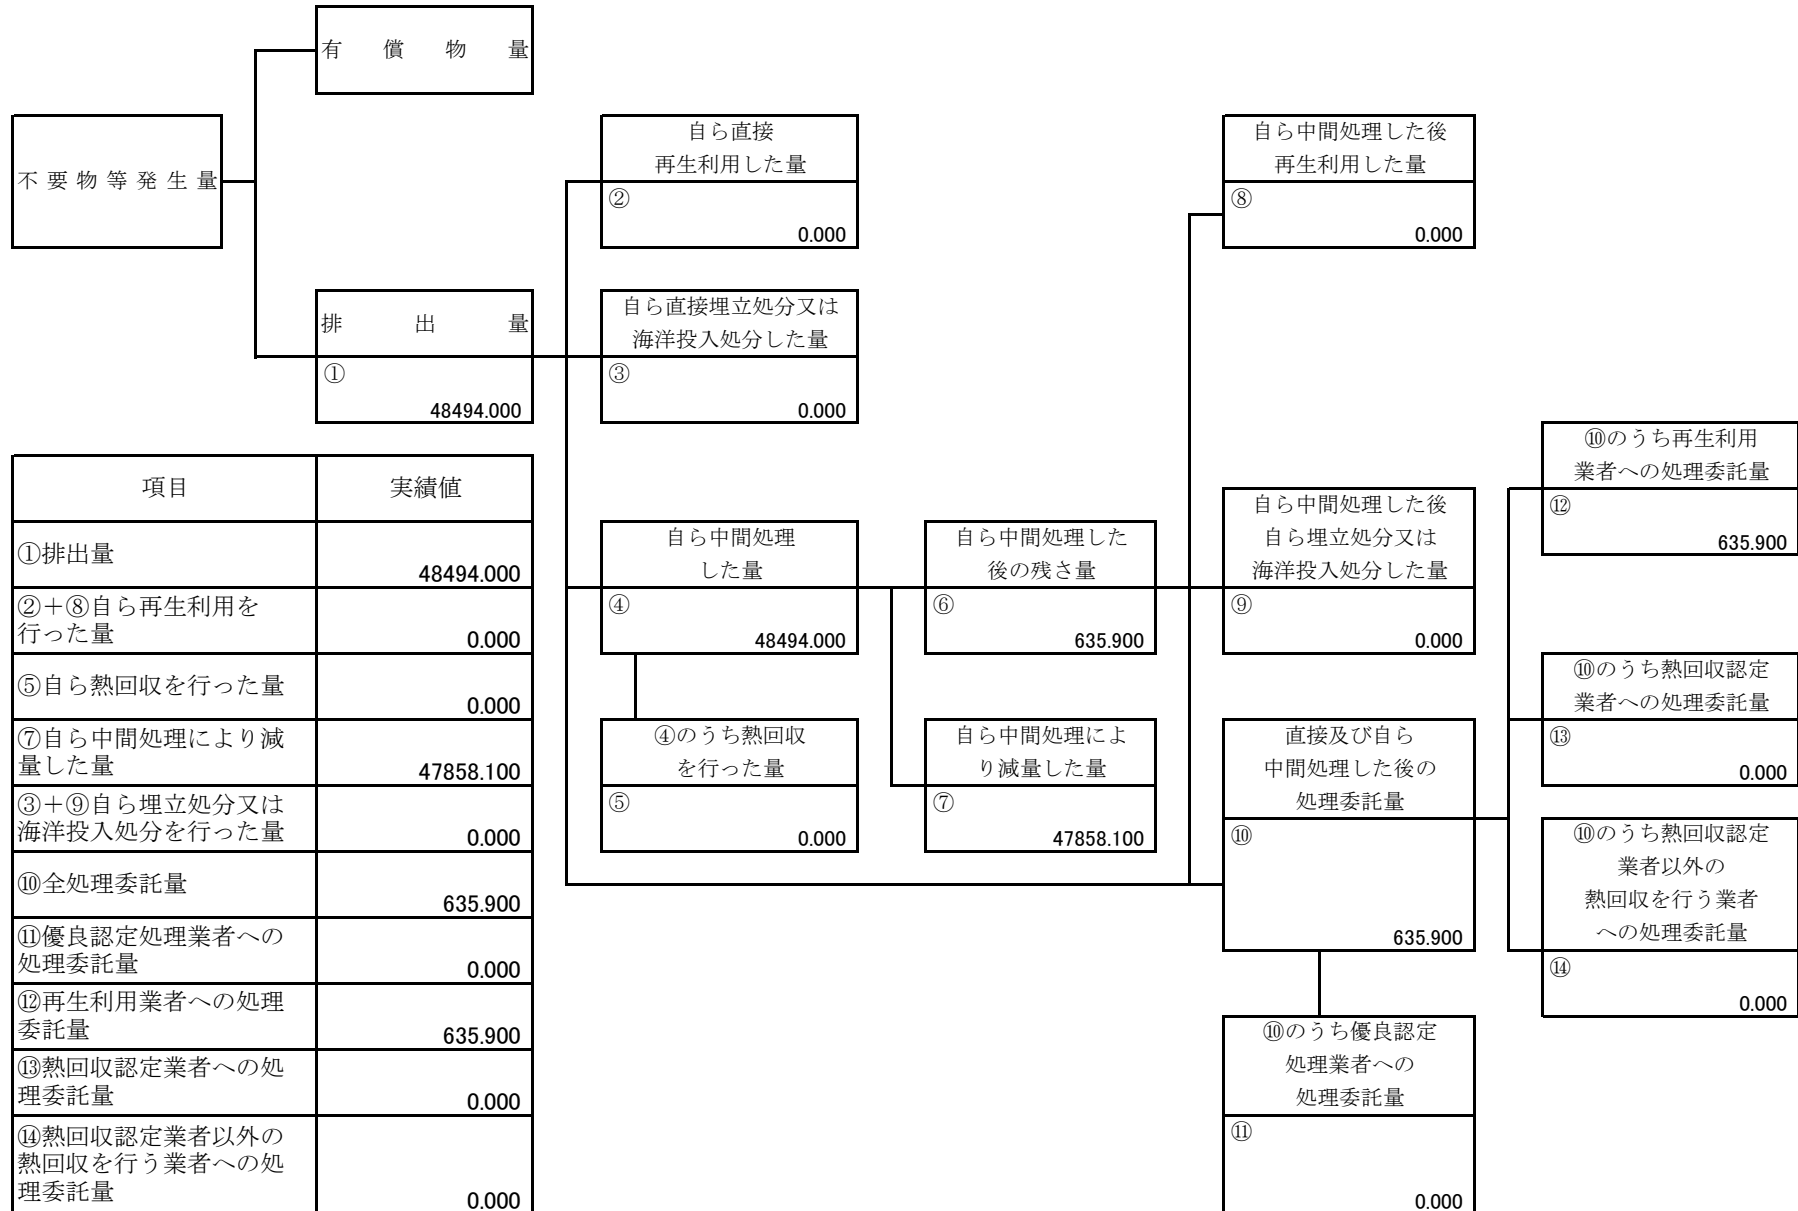 有償物量
不要物等発生量
排出量
①
48494.000
自ら直接
再生利用した量
②
0.000
自ら直接埋立処分又は
海洋投入処分した量
③
0.000
自ら中間処理
した量
④
48494.000
④のうち熱回収
を行った量
⑤
0.000
自ら中間処理した
後の残さ量
⑥
635.900
自ら中間処理によ
り減量した量
⑦
47858.100
自ら中間処理した後
再生利用した量
⑧
0.000
自ら中間処理した後
自ら埋立処分又は
海洋投入処分した量
⑨
0.000
直接及び自ら
中間処理した後の
処理委託量
⑩
635.900
⑩のうち優良認定
処理業者への
処理委託量
⑪
0.000
⑩のうち再生利用
業者への処理委託量
⑫
635.900
⑩のうち熱回収認定
業者への処理委託量
⑬
0.000
⑩のうち熱回収認定
業者以外の
熱回収を行う業者
への処理委託量
⑭
0.000
項目 実績値
①排出量
48494.000
②＋⑧自ら再生利用を
行った量
0.000
⑤自ら熱回収を行った量
0.000
⑦自ら中間処理により減
量した量
47858.100
③＋⑨自ら埋立処分又は
海洋投入処分を行った量
0.000
⑩全処理委託量
635.900
⑪優良認定処理業者への
処理委託量
0.000
⑫再生利用業者への処理
委託量
635.900
⑬熱回収認定業者への処
理委託量
0.000
⑭熱回収認定業者以外の
熱回収を行う業者への処
理委託量
0.000